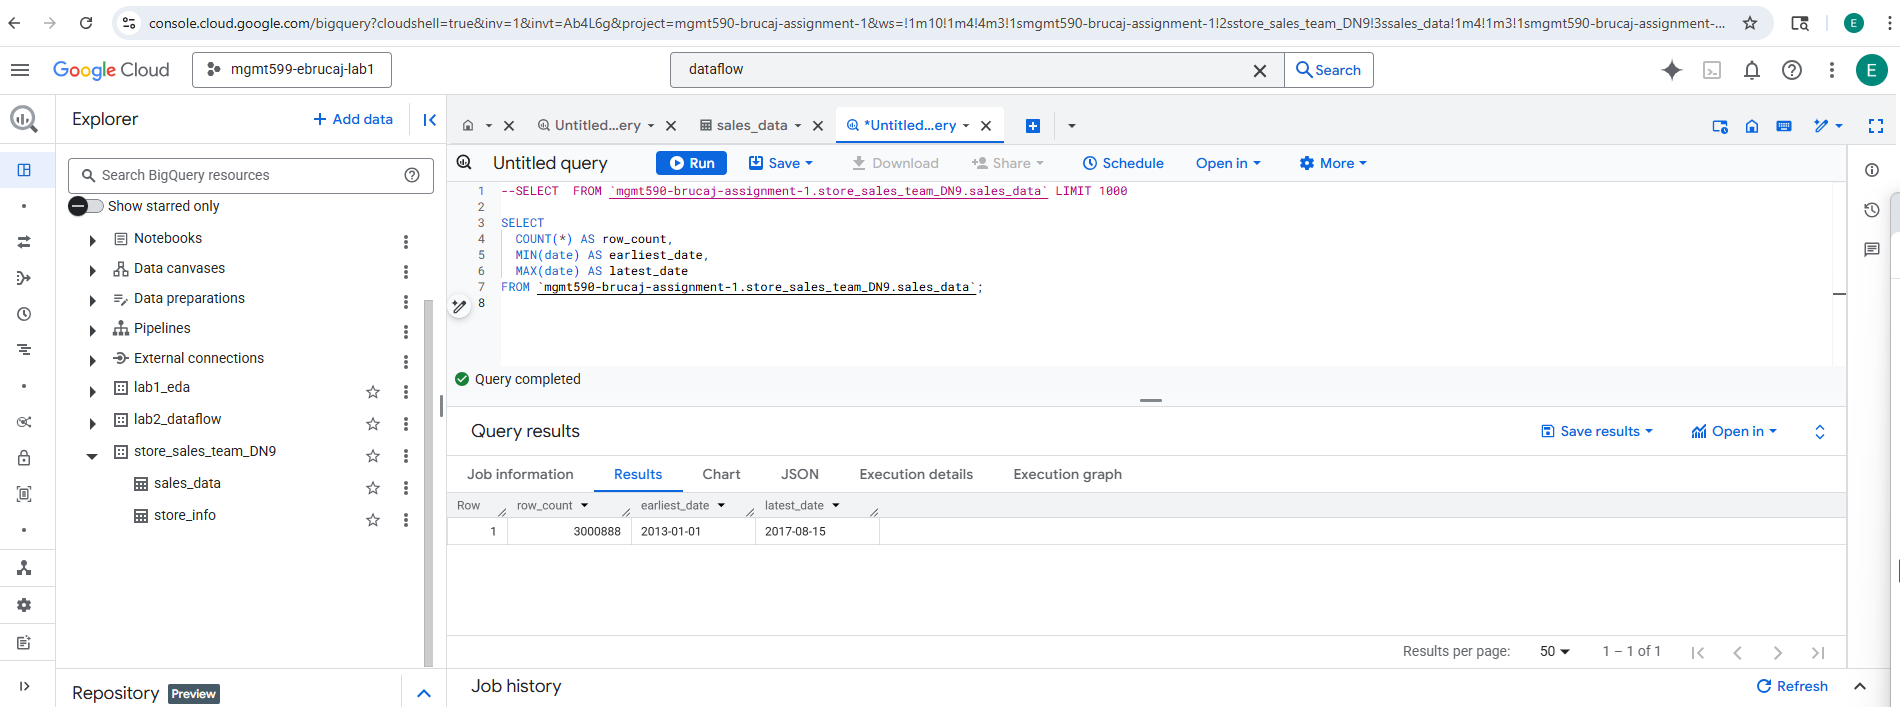 console.cloud.google.com/bigquery?cloudshell=true&inv=1&invt=Ab4L6g&project=mgmt590-brucaj-assignment-1&ws=!1m10!1m4!4m3!1smgmt590-brucaj-assignment-1!2sstore_sales_team_DN9!3ssales_data!1m4!1m3!1smgmt590-brucaj-assignment-...
E
Google Cloud
mgmt599-ebrucaj-lab1
dataflow
Search
E
Explorer
+ Add data
Search BigQuery resources
Show starred only
Notebooks
Data canvases
Data preparations
Pipelines
External connections
lab1_eda
lab2_dataflow
store_sales_team_DN9
sales_data
store_info
Repository Preview
Untitled...ery
sales_data
*Untitled...ery
Untitled query
Run
Save
Download
Share
Schedule
Open in
More
1 --SELECT  FROM `mgmt590-brucaj-assignment-1.store_sales_team_DN9.sales_data` LIMIT 1000
2
3 SELECT
4   COUNT(*) AS row_count,
5   MIN(date) AS earliest_date,
6   MAX(date) AS latest_date
7 FROM `mgmt590-brucaj-assignment-1.store_sales_team_DN9.sales_data`;
8
Query completed
Query results
Save results
Open in
Job information Results Chart JSON Execution details Execution graph
Row row_count earliest_date latest_date
1 3000888 2013-01-01 2017-08-15
Results per page: 50 1 – 1 of 1
Job history
Refresh